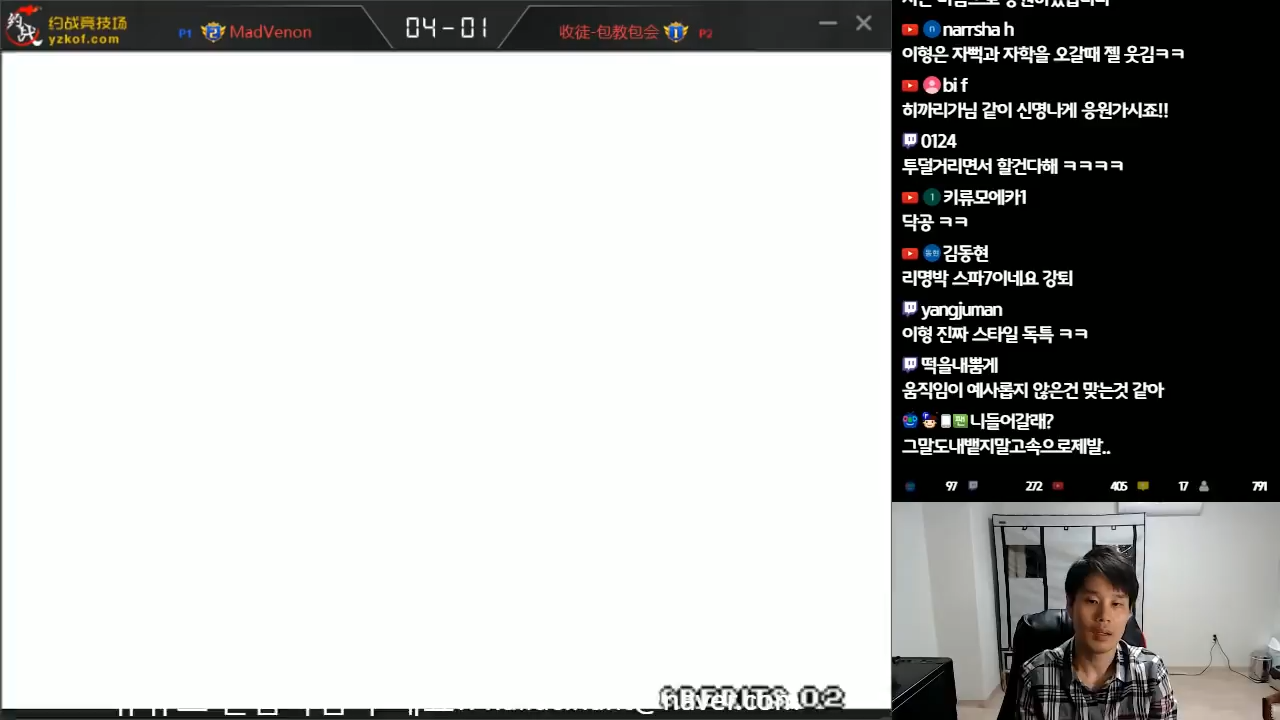 约战竞技场
yzkof.com
P1 2 MadVenon
04-01
收徒-包教包会 1 P2
narrsha h
이형은 자뻑과 자학을 오갈때 젤 웃김ㅋㅋ
bi f
히까리가님 같이 신명나게 응원가시죠!!
0124
투덜거리면서 할건다해 ㅋㅋㅋㅋ
키류모에카1
닥공 ㅋㅋ
김동현
리명박 스파7이네요 강퇴
yangjuman
이형 진짜 스타일 독특 ㅋㅋ
떡을내뿜게
움직임이 예사롭지 않은건 맞는것 같아
팬 니들어갈래?
그말도내뱉지말고속으로제발..
97 272 405 17 791
@naver.com